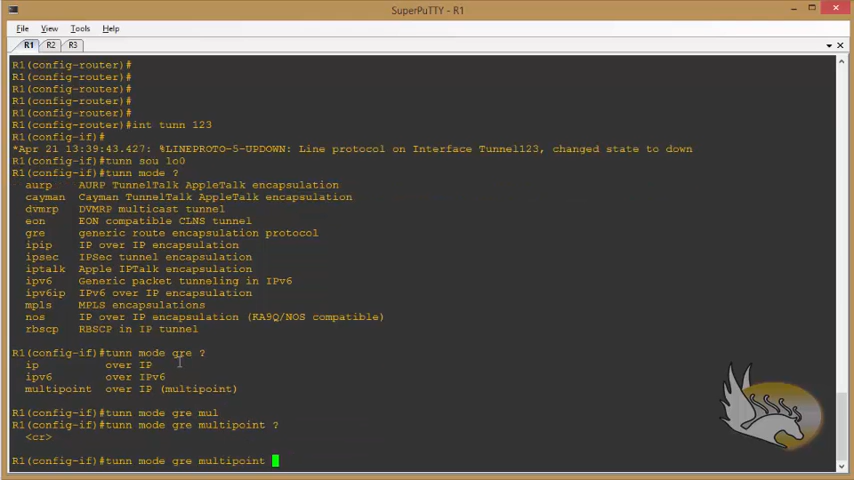 SuperPuTTY - R1
File View Tools Help
R1 R2 R3
R1(config-router)#
R1(config-router)#
R1(config-router)#
R1(config-router)#
R1(config-router)#
R1(config-router)#int tunn 123
R1(config-if)#
*Apr 21 13:39:43.427: %LINEPROTO-5-UPDOWN: Line protocol on Interface Tunnel123, changed state to down
R1(config-if)#tunn sou lo0
R1(config-if)#tunn mode ?
aurp AURP TunnelTalk AppleTalk encapsulation
cayman Cayman TunnelTalk AppleTalk encapsulation
dvmrp DVMRP multicast tunnel
eon EON compatible CLNS tunnel
gre generic route encapsulation protocol
ipip IP over IP encapsulation
ipsec IPSec tunnel encapsulation
iptalk Apple IPTalk encapsulation
ipv6 Generic packet tunneling in IPv6
ipv6ip IPv6 over IP encapsulation
mpls MPLS encapsulations
nos IP over IP encapsulation (KA9Q/NOS compatible)
rbscp RBSCP in IP tunnel
R1(config-if)#tunn mode gre ?
ip over IP
ipv6 over IPv6
multipoint over IP (multipoint)
R1(config-if)#tunn mode gre mul
R1(config-if)#tunn mode gre multipoint ?
<cr>
R1(config-if)#tunn mode gre multipoint